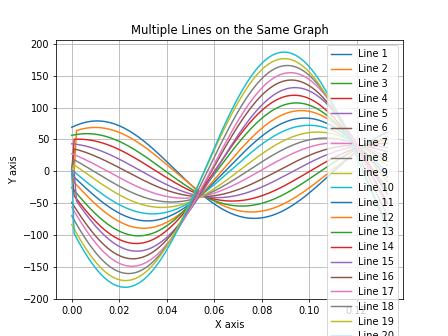 Multiple Lines on the Same Graph
200
150
100
50
0
−50
−100
−150
−200
Y axis
0.00
0.02
0.04
0.06
0.08
0.10
X axis
Line 1
Line 2
Line 3
Line 4
Line 5
Line 7
Line 8
Line 9
Line 10
Line 11
Line 12
Line 13
Line 14
Line 15
Line 16
Line 17
Line 18
Line 19
Line 20